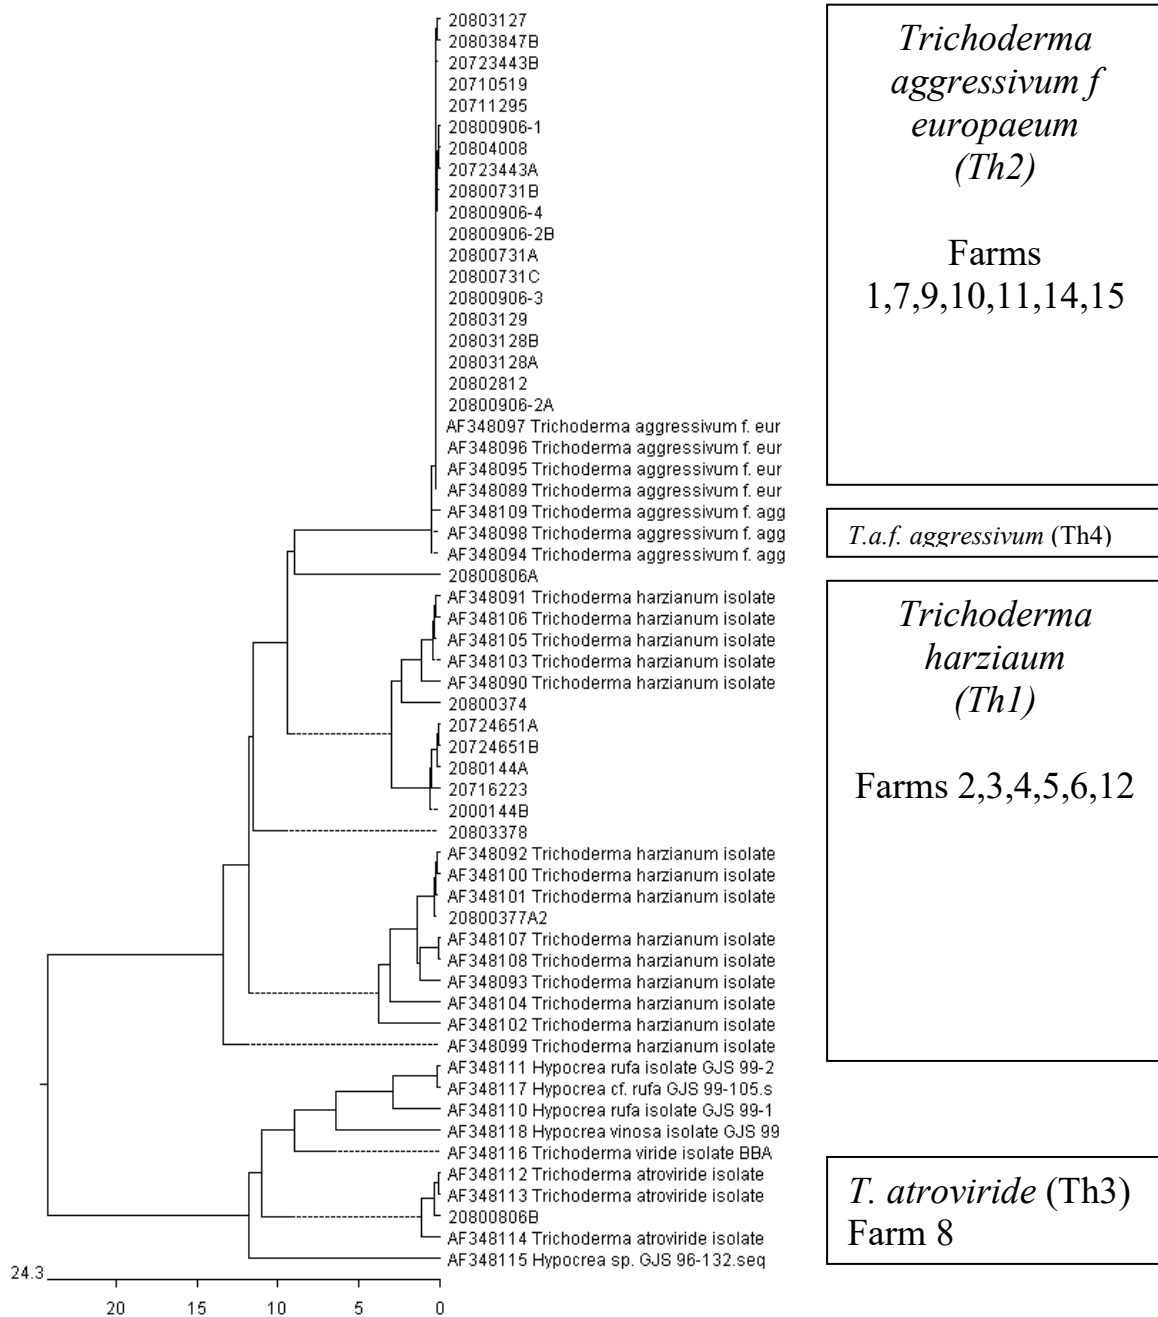 20803127
20803847B
20723443B
20710519
20711295
20800906-1
20804008
20723443A
20800731B
20800906-4
20800906-2B
20800731A
20800731C
20800906-3
20803129
20803128B
20803128A
20802812
20800906-2A
AF348097 Trichoderma aggressivum f. eur
AF348096 Trichoderma aggressivum f. eur
AF348095 Trichoderma aggressivum f. eur
AF348089 Trichoderma aggressivum f. eur
AF348109 Trichoderma aggressivum f. agg
AF348098 Trichoderma aggressivum f. agg
AF348094 Trichoderma aggressivum f. agg
20800806A
AF348091 Trichoderma harzianum isolate
AF348106 Trichoderma harzianum isolate
AF348105 Trichoderma harzianum isolate
AF348103 Trichoderma harzianum isolate
AF348090 Trichoderma harzianum isolate
20800374
20724651A
20724651B
2080144A
20716223
2000144B
20803378
AF348092 Trichoderma harzianum isolate
AF348100 Trichoderma harzianum isolate
AF348101 Trichoderma harzianum isolate
20800377A2
AF348107 Trichoderma harzianum isolate
AF348108 Trichoderma harzianum isolate
AF348093 Trichoderma harzianum isolate
AF348104 Trichoderma harzianum isolate
AF348102 Trichoderma harzianum isolate
AF348099 Trichoderma harzianum isolate
AF348111 Hypocrea rufa isolate GJS 99-2
AF348117 Hypocrea cf. rufa GJS 99-105.s
AF348110 Hypocrea rufa isolate GJS 99-1
AF348118 Hypocrea vinosa isolate GJS 99
AF348116 Trichoderma viride isolate BBA
AF348112 Trichoderma atroviride isolate
AF348113 Trichoderma atroviride isolate
20800806B
AF348114 Trichoderma atroviride isolate
AF348115 Hypocrea sp. GJS 96-132.seq
24.3
20 15 10 5 0
Trichoderma
aggressivum f
europaeum
(Th2)
Farms
1,7,9,10,11,14,15
T.a.f. aggressivum (Th4)
Trichoderma
harziaum
(Th1)
Farms 2,3,4,5,6,12
T. atroviride (Th3)
Farm 8